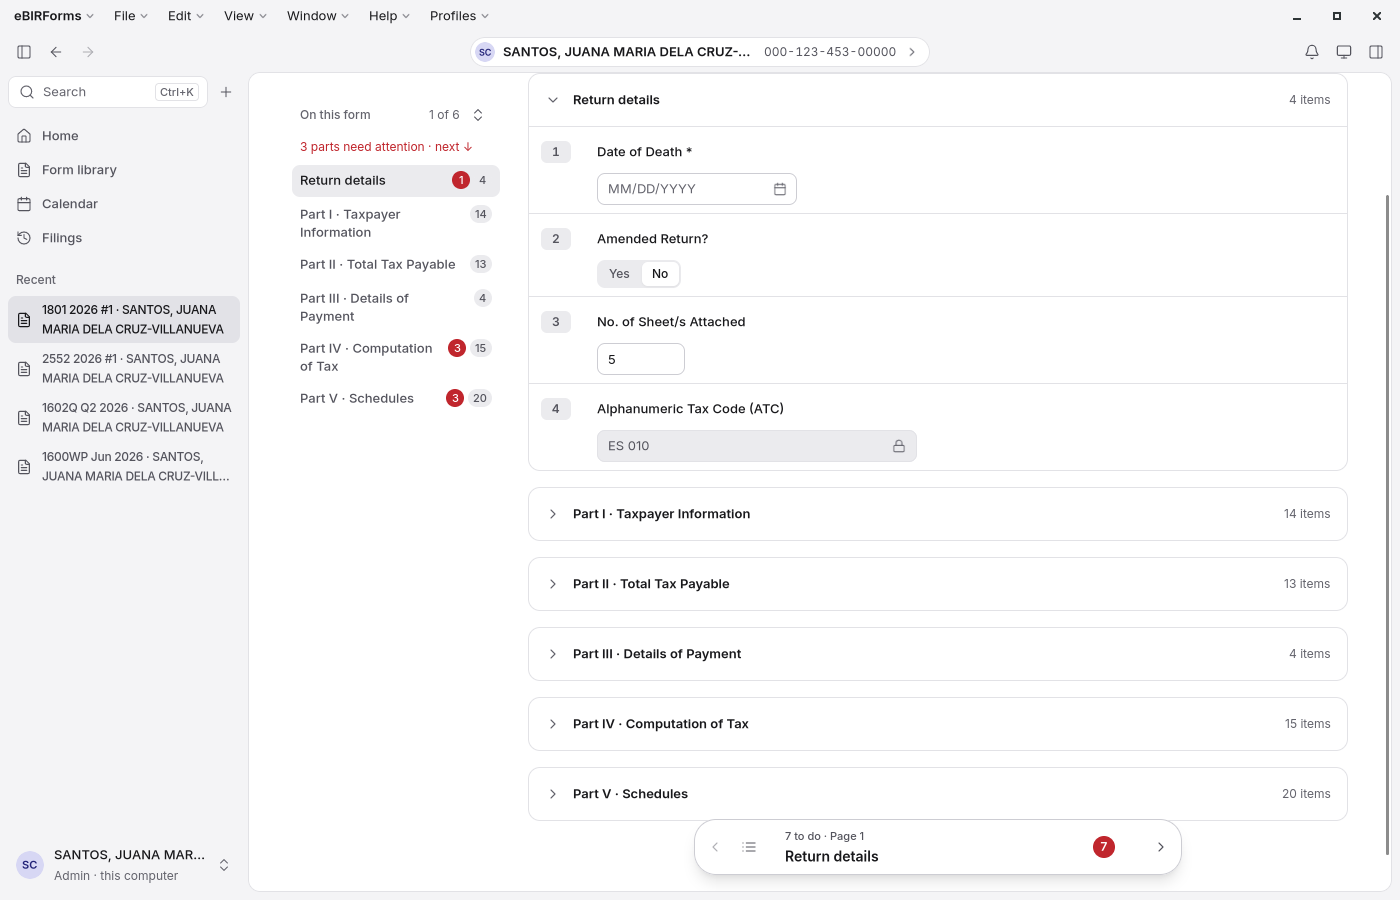 eBIRForms
File
Edit
View
Window
Help
Profiles
SC
SANTOS, JUANA MARIA DELA CRUZ-...
000-123-453-00000
Search
Ctrl+K
Home
Form library
Calendar
Filings
Recent
1801 2026 #1 · SANTOS, JUANA
MARIA DELA CRUZ-VILLANUEVA
2552 2026 #1 · SANTOS, JUANA
MARIA DELA CRUZ-VILLANUEVA
1602Q Q2 2026 · SANTOS, JUANA
MARIA DELA CRUZ-VILLANUEVA
1600WP Jun 2026 · SANTOS,
JUANA MARIA DELA CRUZ-VILL...
SC
SANTOS, JUANA MAR...
Admin · this computer
On this form
1 of 6
3 parts need attention · next ↓
Return details
1
4
Part I · Taxpayer
Information
14
Part II · Total Tax Payable
13
Part III · Details of
Payment
4
Part IV · Computation
of Tax
3
15
Part V · Schedules
3
20
Return details
4 items
1
Date of Death *
MM/DD/YYYY
2
Amended Return?
Yes
No
3
No. of Sheet/s Attached
5
4
Alphanumeric Tax Code (ATC)
ES 010
Part I · Taxpayer Information
14 items
Part II · Total Tax Payable
13 items
Part III · Details of Payment
4 items
Part IV · Computation of Tax
15 items
Part V · Schedules
20 items
7 to do · Page 1
Return details
7